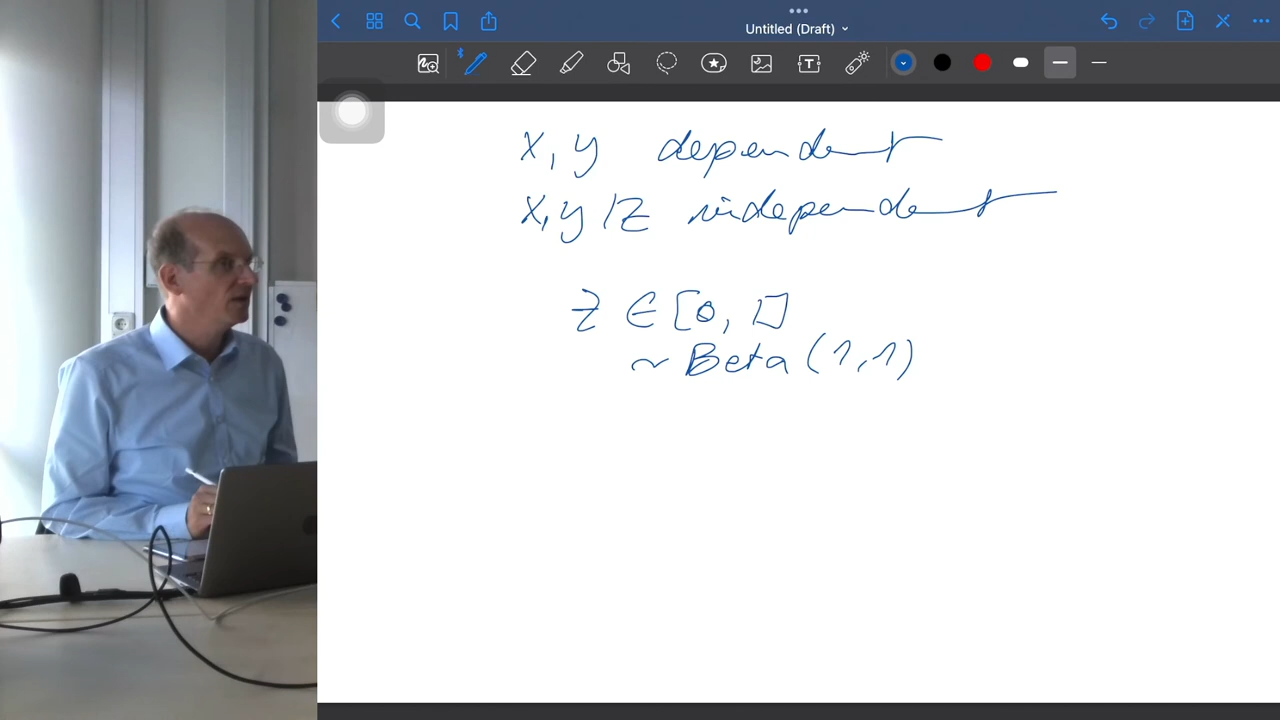 Untitled (Draft)
x, y dependent
x, y | z independent
z ∈ [0, 1]
~ Beta (1,1)